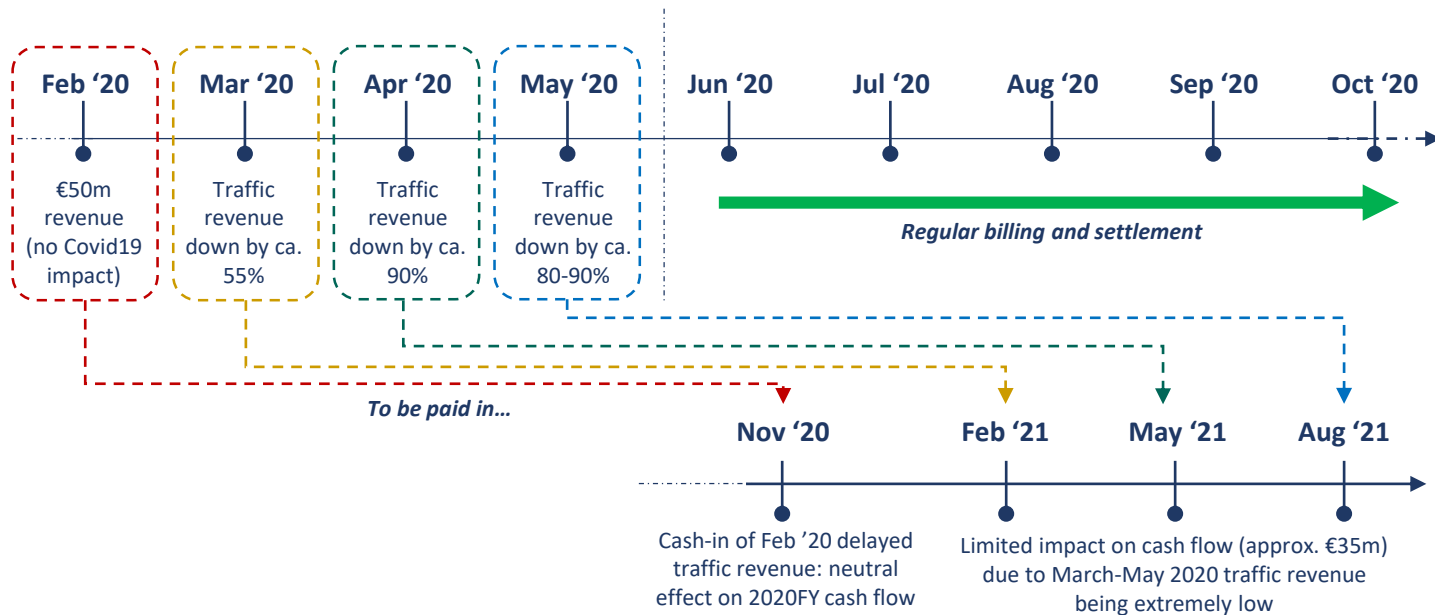 Feb ‘20
Mar ‘20
Apr ‘20
May ‘20
Jun ‘20
Jul ‘20
Aug ‘20
Sep ‘20
Oct ‘20
€50m
revenue
(no Covid19
impact)
Traffic
revenue
down by ca.
55%
Traffic
revenue
down by ca.
90%
Traffic
revenue
down by ca.
80-90%
Regular billing and settlement
To be paid in…
Nov ‘20
Feb ‘21
May ‘21
Aug ‘21
Cash-in of Feb ’20 delayed
traffic revenue: neutral
effect on 2020FY cash flow
Limited impact on cash flow (approx. €35m)
due to March-May 2020 traffic revenue
being extremely low